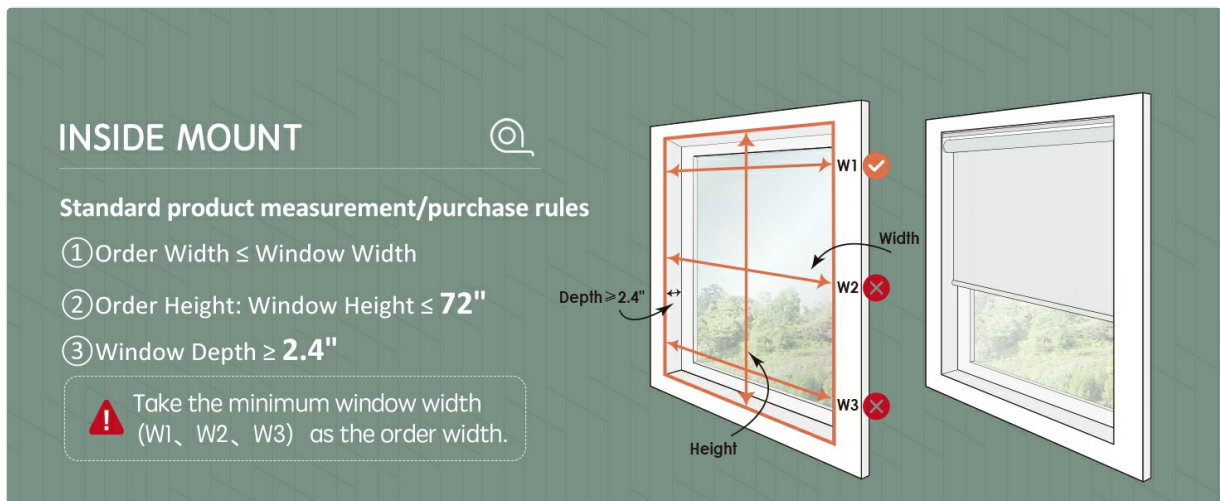 INSIDE MOUNT
Standard product measurement/purchase rules
①Order Width ≤ Window Width
②Order Height: Window Height ≤ 72"
③Window Depth ≥ 2.4"
Take the minimum window width
(W1、W2、W3) as the order width.
W1
Width
W2
Depth≥2.4"
W3
Height